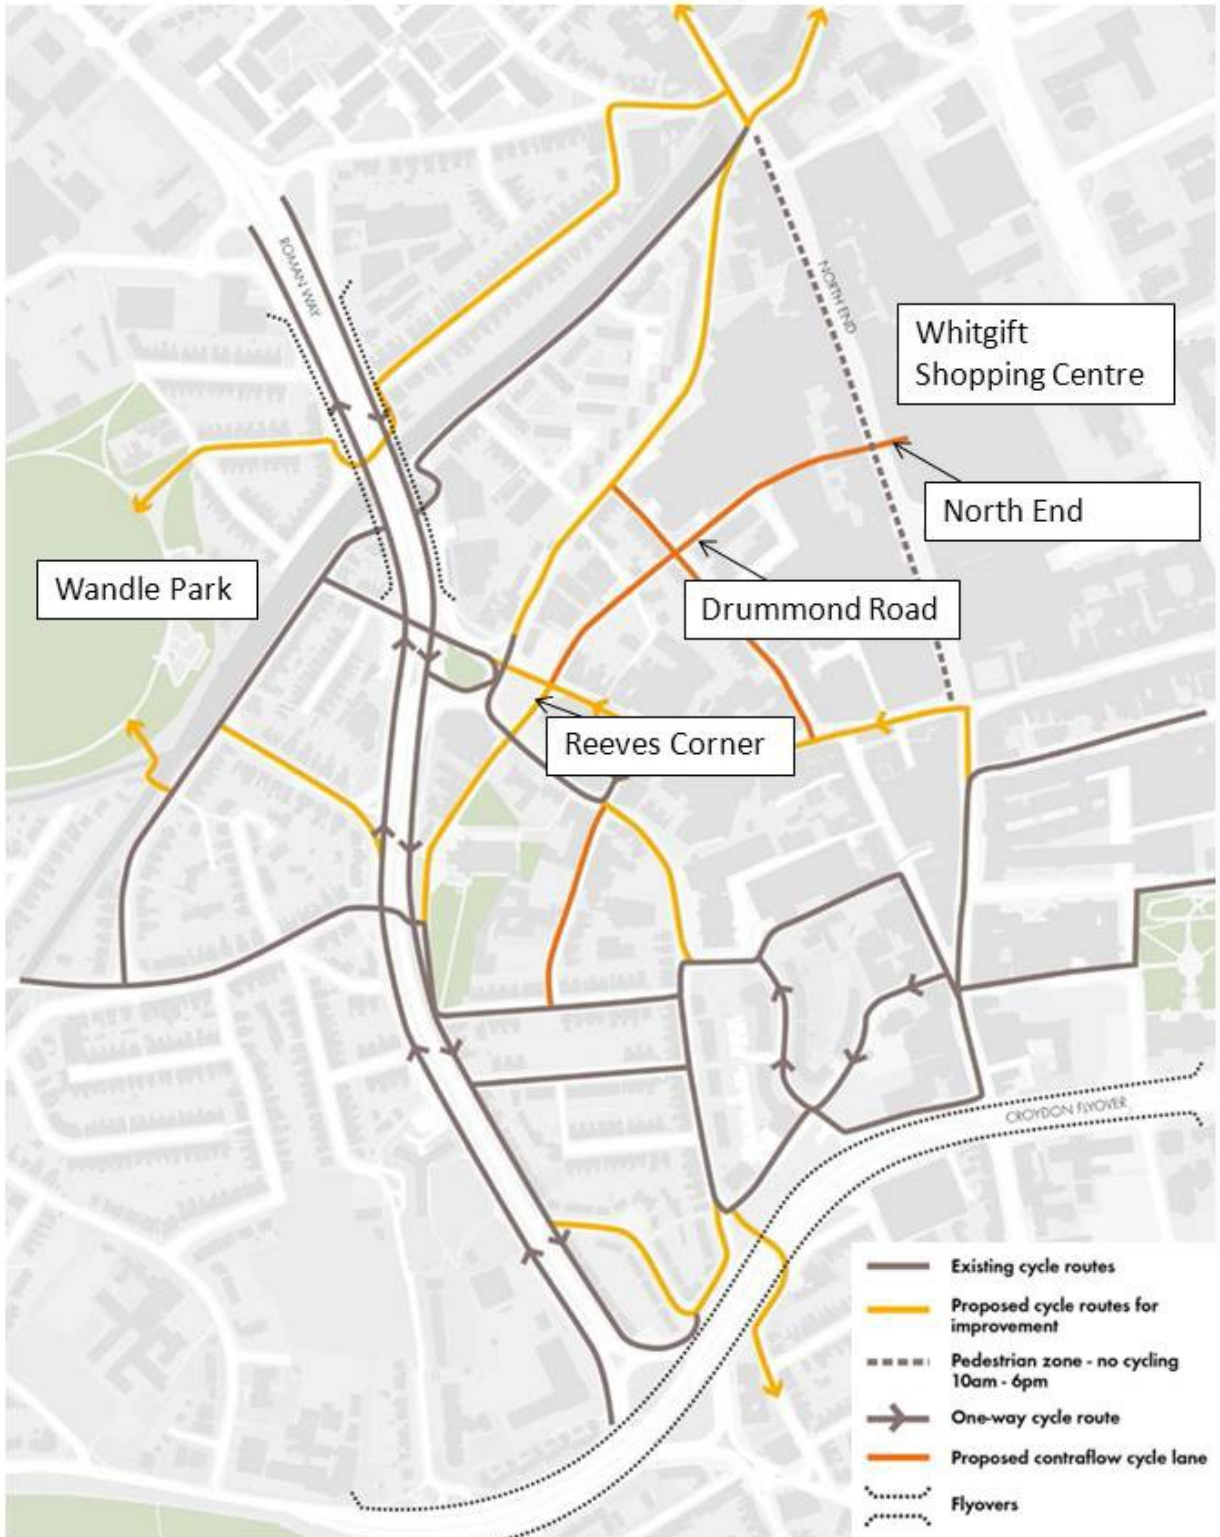 ROMAN WAY
NORTH END
Whitgift
Shopping Centre
North End
Wandle Park
Drummond Road
Reeves Corner
CROYDON FLYOVER
Existing cycle routes
Proposed cycle routes for
improvement
Pedestrian zone - no cycling
10am - 6pm
One-way cycle route
Proposed contraflow cycle lane
Flyovers